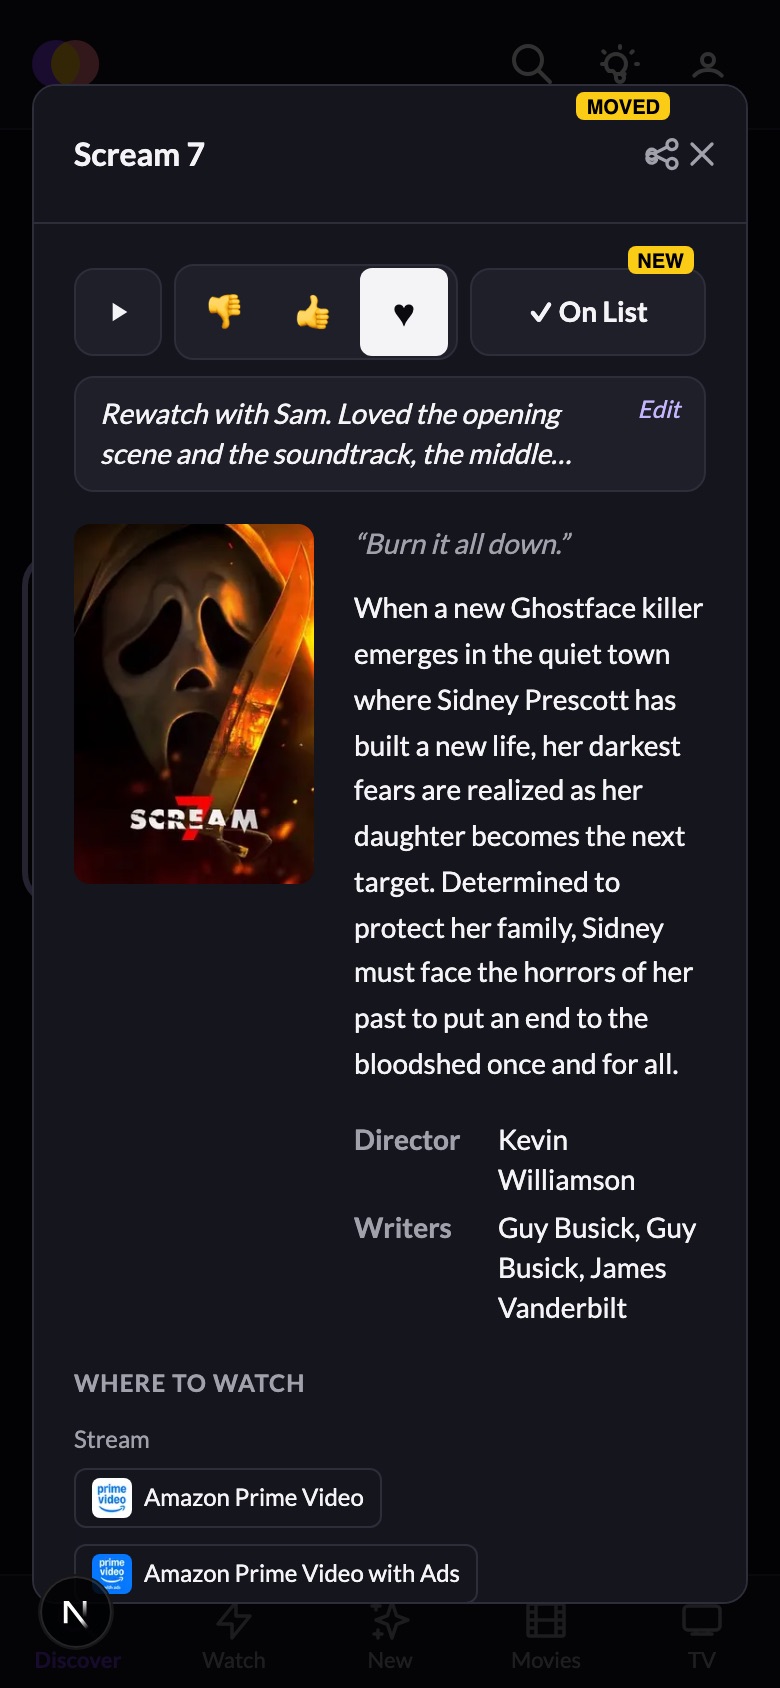 MOVED
Scream 7
NEW
✓ On List
Rewatch with Sam. Loved the opening
scene and the soundtrack, the middle...
Edit
“Burn it all down.”
When a new Ghostface killer
emerges in the quiet town
where Sidney Prescott has
built a new life, her darkest
fears are realized as her
daughter becomes the next
target. Determined to
protect her family, Sidney
must face the horrors of her
past to put an end to the
bloodshed once and for all.
SCREAM
7
Director
Kevin
Williamson
Writers
Guy Busick, Guy
Busick, James
Vanderbilt
WHERE TO WATCH
Stream
prime
video
Amazon Prime Video
prime
video
with ads
Amazon Prime Video with Ads
N
Discover
Watch
New
Movies
TV